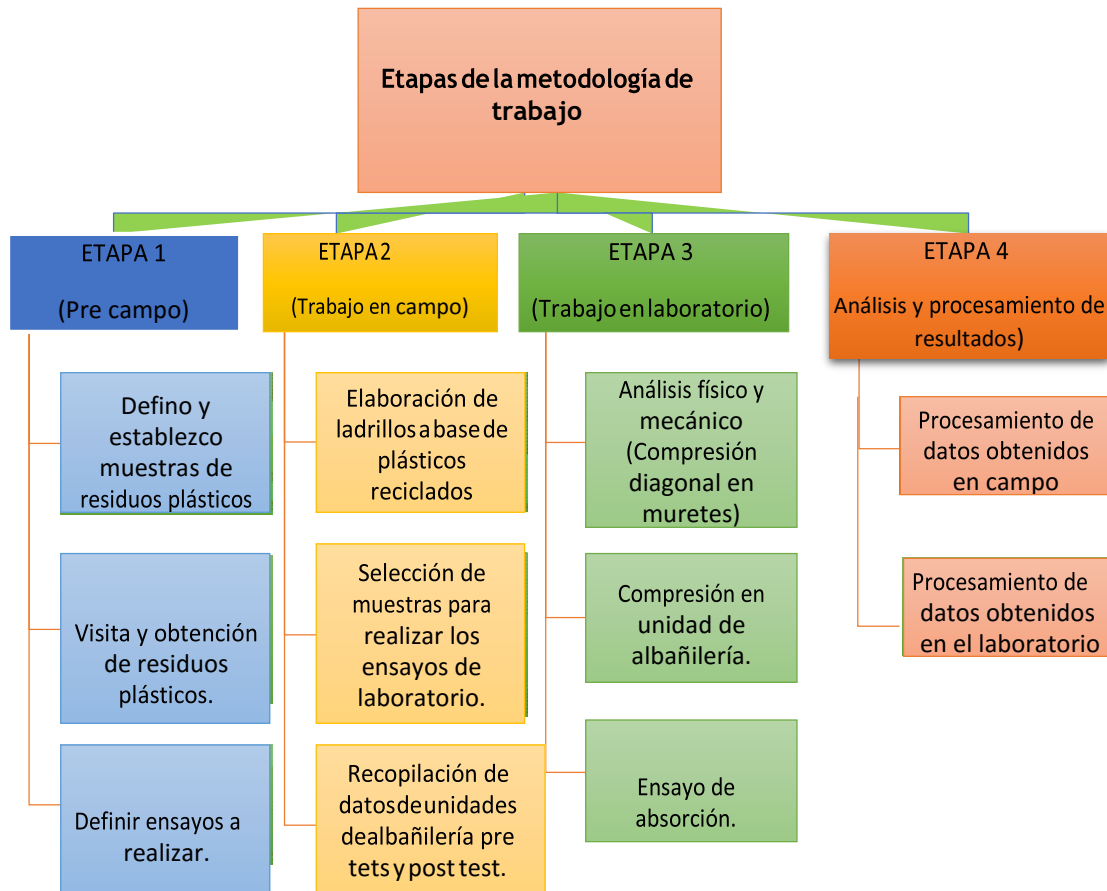 Etapas de la metodología de
trabajo
ETAPA 1
(Pre campo)
Defino y
establezco
muestras de
residuos plásticos
Visita y obtención
de residuos
plásticos.
Definir ensayos a
realizar.
ETAPA 2
(Trabajo en campo)
Elaboración de
ladrillos a base de
plásticos
reciclados
Selección de
muestras para
realizar los
ensayos de
laboratorio.
Recopilación de
datos de unidades
dealbañilería pre
tets y post test.
ETAPA 3
(Trabajo en laboratorio)
Análisis físico y
mecánico
(Compresión
diagonal en
muretes)
Compresión en
unidad de
albañilería.
Ensayo de
absorción.
ETAPA 4
Análisis y procesamiento de
resultados)
Procesamiento de
datos obtenidos
en campo
Procesamiento de
datos obtenidos
en el laboratorio